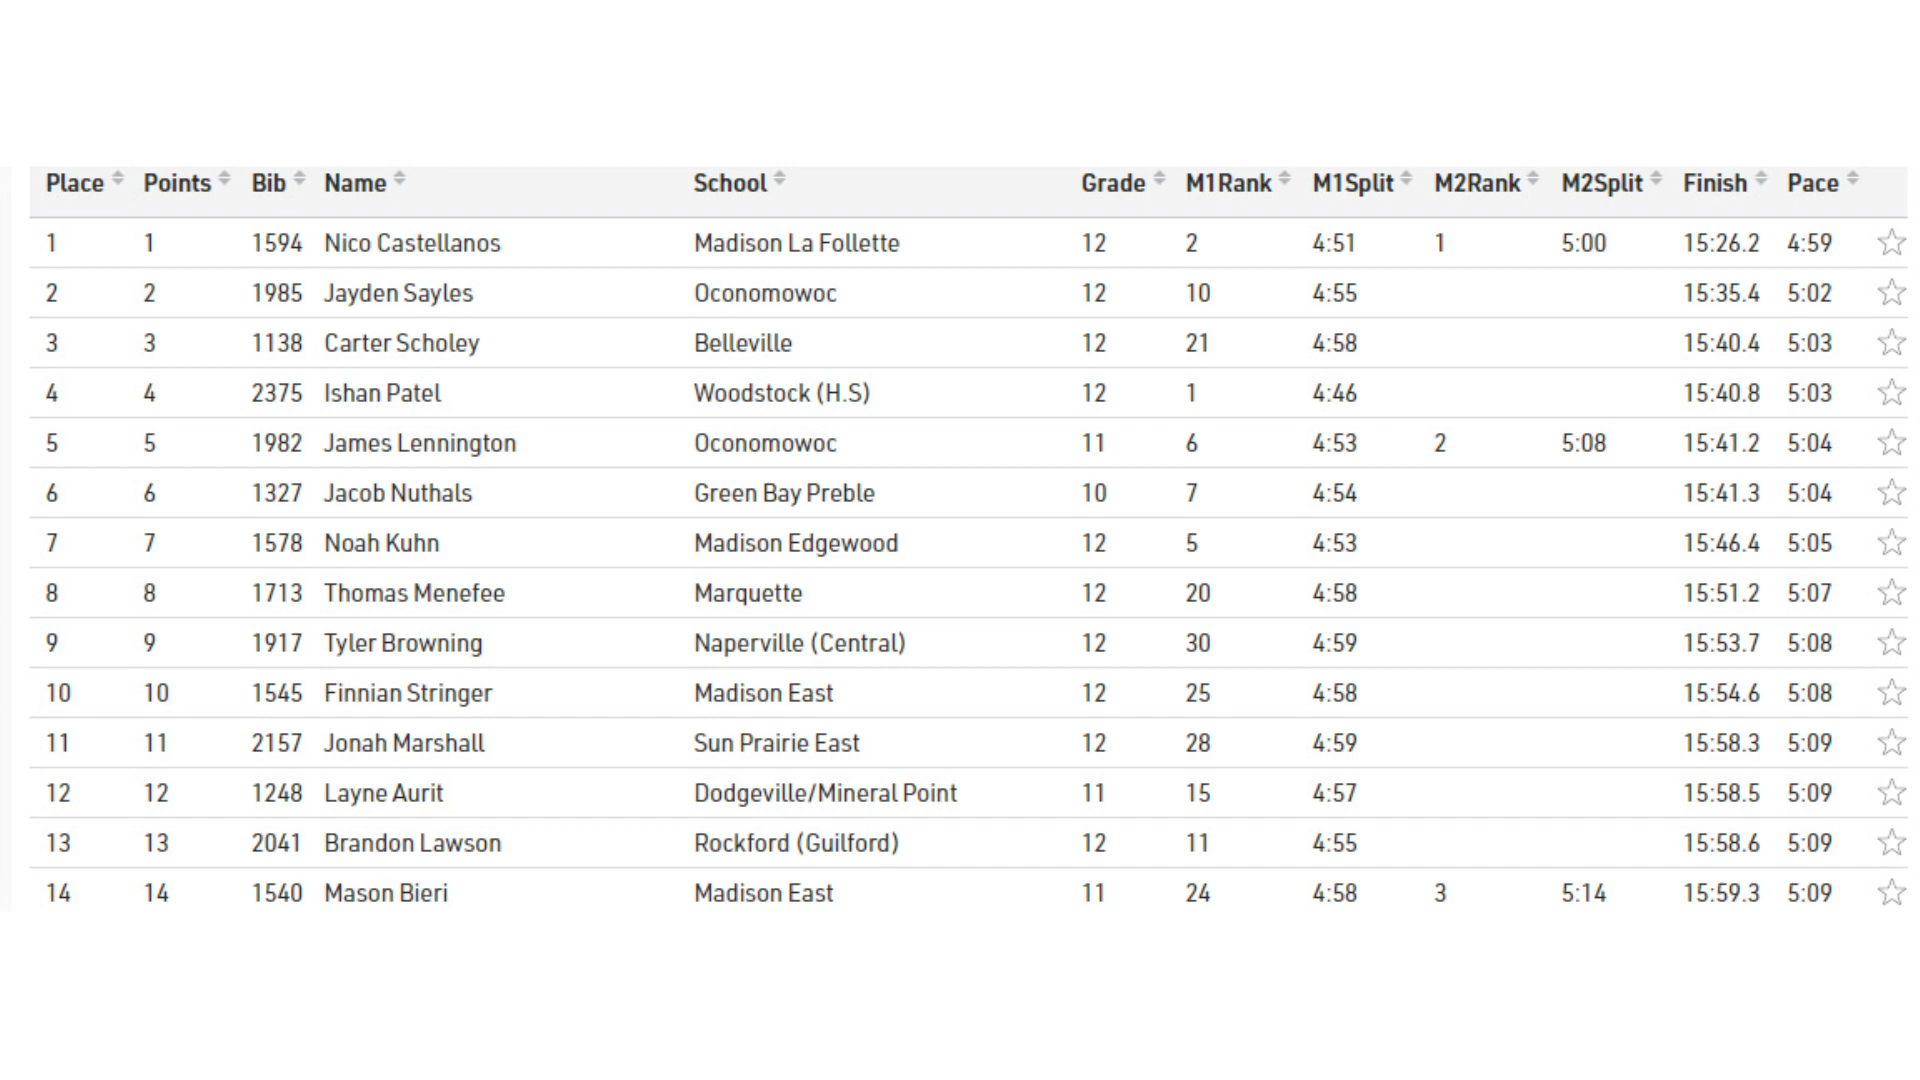 Place Points Bib Name School Grade M1Rank M1Split M2Rank M2Split Finish Pace
1 1 1594 Nico Castellanos Madison La Follette 12 2 4:51 1 5:00 15:26.2 4:59
2 2 1985 Jayden Sayles Oconomowoc 12 10 4:55 15:35.4 5:02
3 3 1138 Carter Scholey Belleville 12 21 4:58 15:40.4 5:03
4 4 2375 Ishan Patel Woodstock (H.S) 12 1 4:46 15:40.8 5:03
5 5 1982 James Lennington Oconomowoc 11 6 4:53 2 5:08 15:41.2 5:04
6 6 1327 Jacob Nuthals Green Bay Preble 10 7 4:54 15:41.3 5:04
7 7 1578 Noah Kuhn Madison Edgewood 12 5 4:53 15:46.4 5:05
8 8 1713 Thomas Menefee Marquette 12 20 4:58 15:51.2 5:07
9 9 1917 Tyler Browning Naperville (Central) 12 30 4:59 15:53.7 5:08
10 10 1545 Finnian Stringer Madison East 12 25 4:58 15:54.6 5:08
11 11 2157 Jonah Marshall Sun Prairie East 12 28 4:59 15:58.3 5:09
12 12 1248 Layne Aurit Dodgeville/Mineral Point 11 15 4:57 15:58.5 5:09
13 13 2041 Brandon Lawson Rockford (Guilford) 12 11 4:55 15:58.6 5:09
14 14 1540 Mason Bieri Madison East 11 24 4:58 3 5:14 15:59.3 5:09